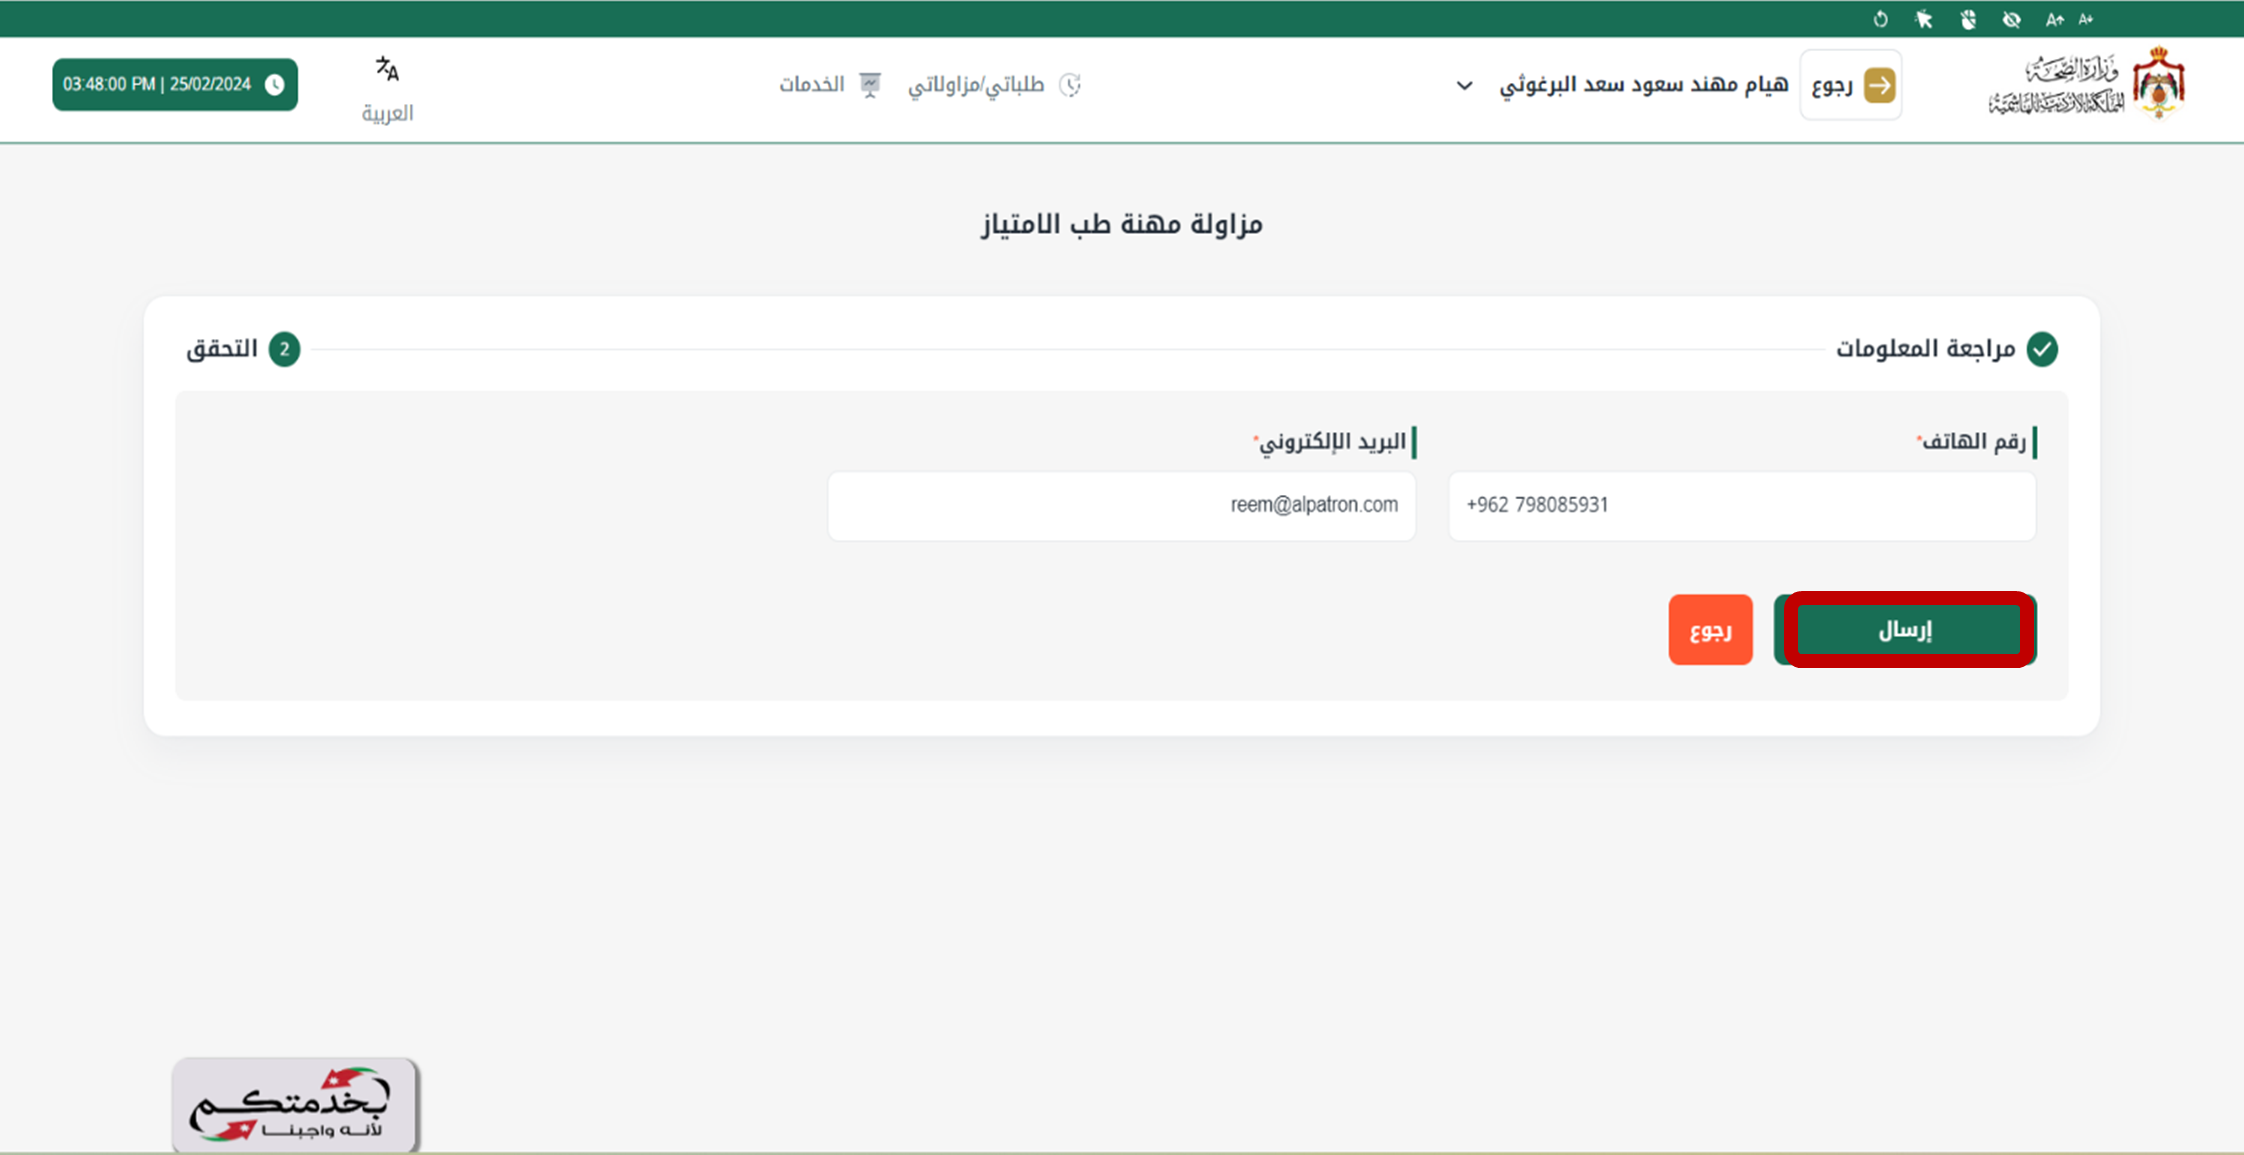 A↑ A↓
وزارة الصحة
المملكة الأردنية الهاشمية
رجوع
هيام مهند سعود سعد البرغوثي
طلباتي/مزاولاتي
الخدمات
العربية
03:48:00 PM | 25/02/2024
مزاولة مهنة طب الامتياز
مراجعة المعلومات
2 التحقق
رقم الهاتف*
البريد الإلكتروني*
+962 798085931
reem@alpatron.com
إرسال
رجوع
بخدمتكم
لأنه واجبنا